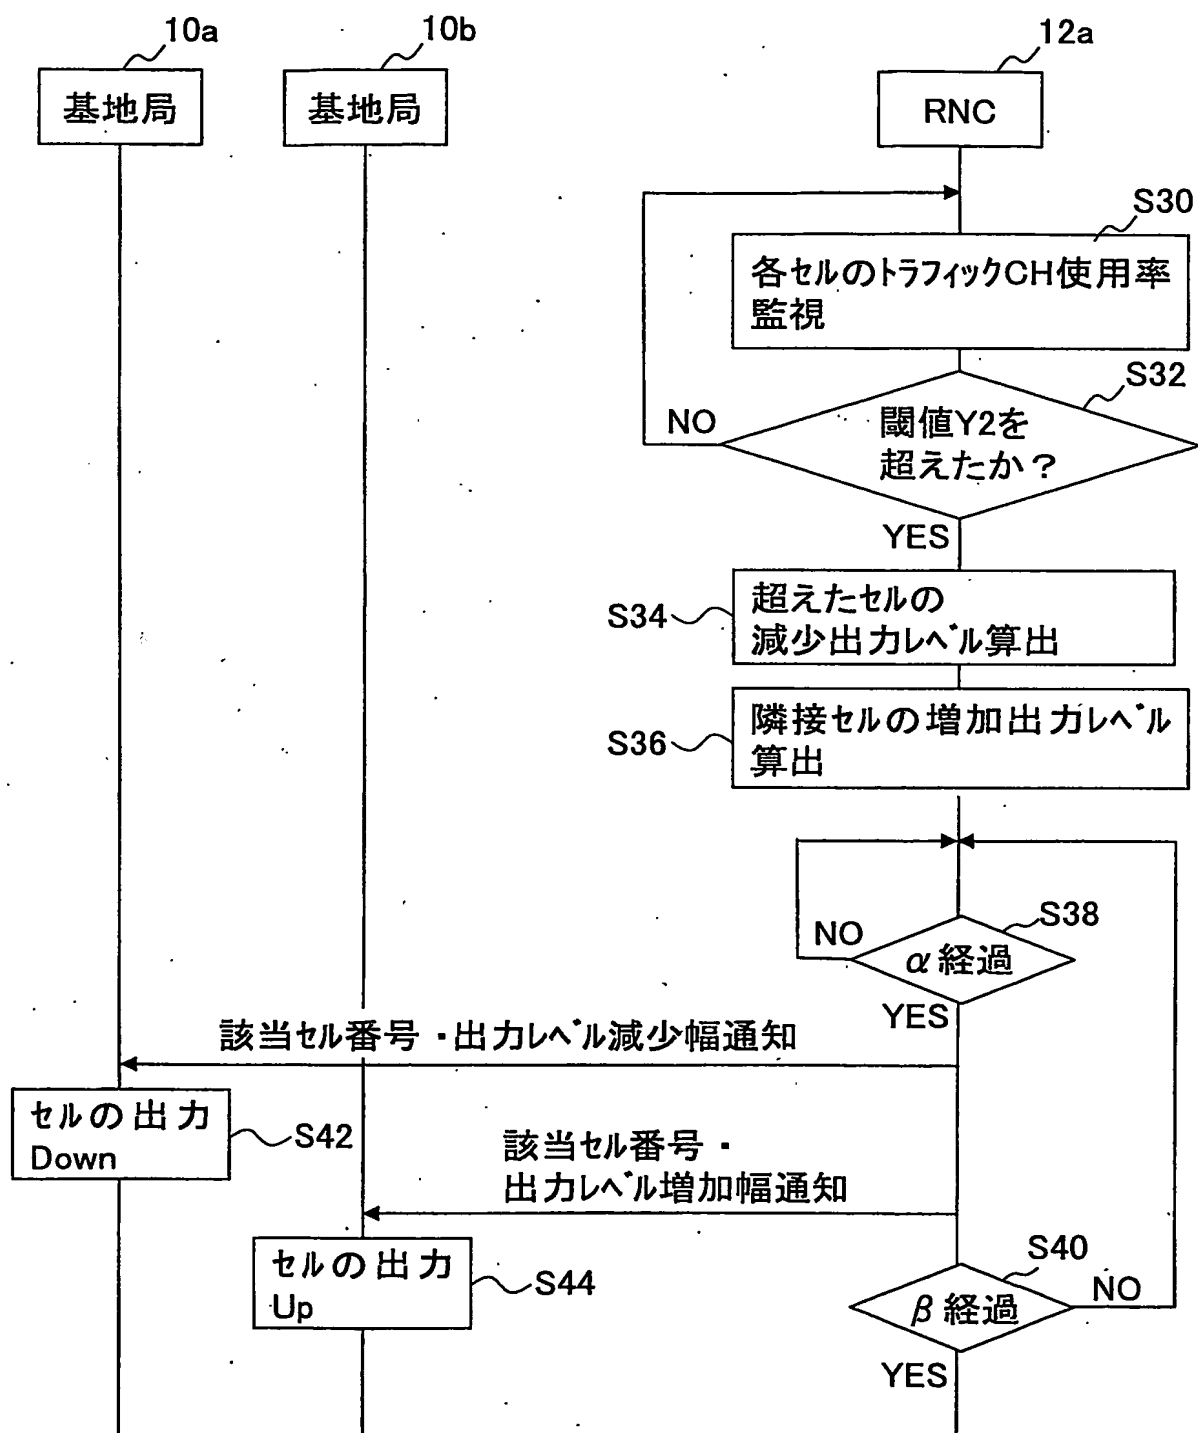 10a
10b
12a
基地局
基地局
RNC
S30
各セルのトラフィックCH使用率
監視
S32
NO
閾値Y2を
超えたか?
YES
S34
超えたセルの
減少出力レベル算出
S36
隣接セルの増加出力レベル
算出
S38
NO
α経過
YES
該当セル番号・出力レベル減少幅通知
セルの出力
Down
S42
該当セル番号・
出力レベル増加幅通知
セルの出力
Up
S44
S40
β経過
NO
YES